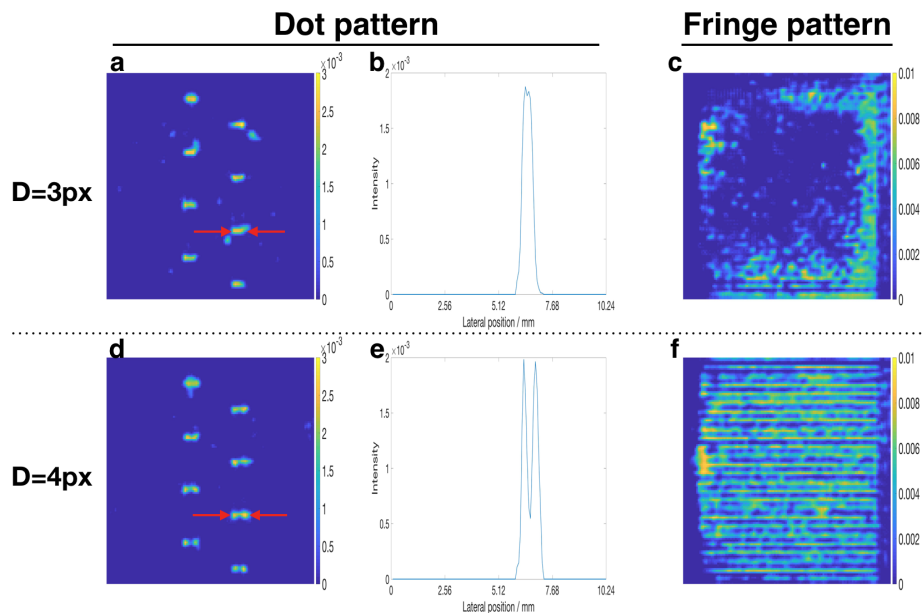 Dot pattern
Fringe pattern
a
×10⁻³
3
2.5
2
1.5
1
0.5
0
b
×10⁻³
2
1.5
1
0.5
0
Intensity
0 2.56 5.12 7.68 10.24
Lateral position / mm
c
0.01
0.008
0.006
0.004
0.002
0
D=3px
d
×10⁻³
3
2.5
2
1.5
1
0.5
0
e
×10⁻³
2
1.5
1
0.5
0
Intensity
0 2.56 5.12 7.68 10.24
Lateral position / mm
f
0.01
0.008
0.006
0.004
0.002
0
D=4px